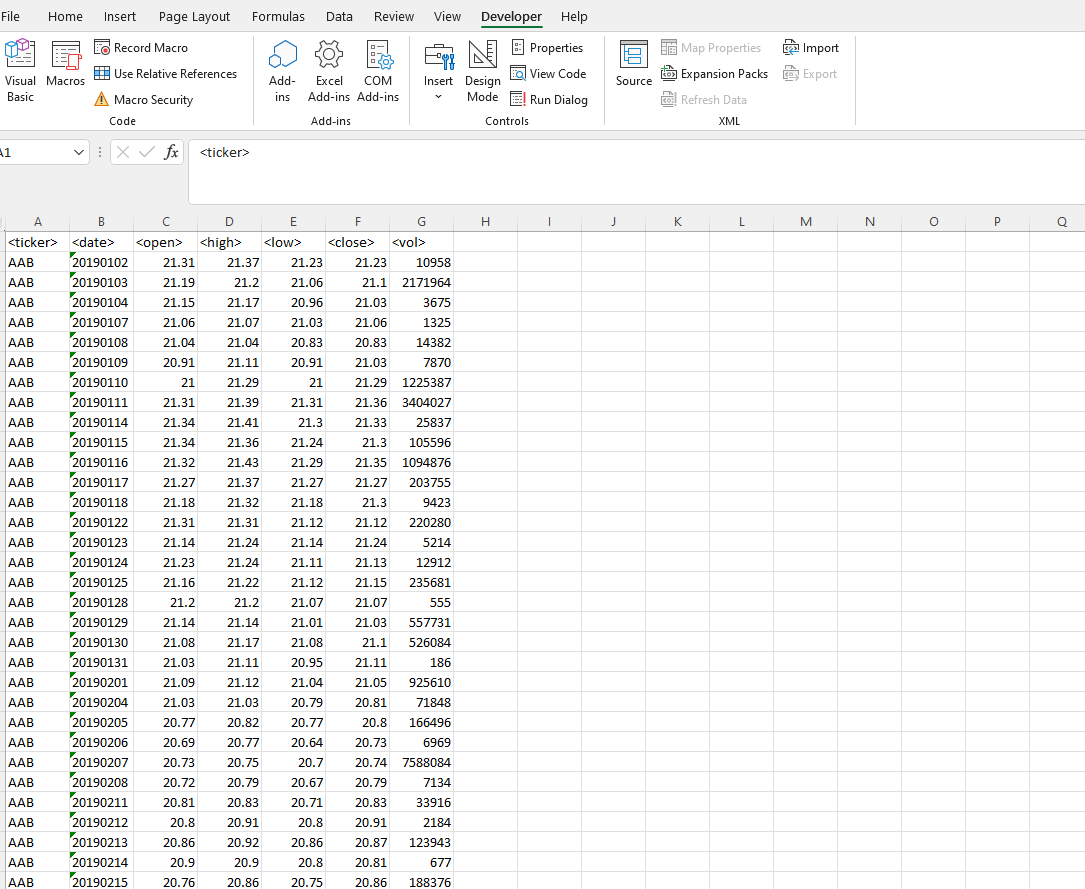 File Home Insert Page Layout Formulas Data Review View Developer Help
Visual Basic
Macros
Record Macro
Use Relative References
Macro Security
Code
Add-ins
Excel Add-ins
COM Add-ins
Add-ins
Insert
Design Mode
Properties
View Code
Run Dialog
Controls
Source
Map Properties
Expansion Packs
Refresh Data
Import
Export
XML
A1 fx <ticker>
A B C D E F G H I J K L M N O P Q
<ticker> <date> <open> <high> <low> <close> <vol>
AAB 20190102 21.31 21.37 21.23 21.23 10958
AAB 20190103 21.19 21.2 21.06 21.1 2171964
AAB 20190104 21.15 21.17 20.96 21.03 3675
AAB 20190107 21.06 21.07 21.03 21.06 1325
AAB 20190108 21.04 21.04 20.83 20.83 14382
AAB 20190109 20.91 21.11 20.91 21.03 7870
AAB 20190110 21 21.29 21 21.29 1225387
AAB 20190111 21.31 21.39 21.31 21.36 3404027
AAB 20190114 21.34 21.41 21.3 21.33 25837
AAB 20190115 21.34 21.36 21.24 21.3 105596
AAB 20190116 21.32 21.43 21.29 21.35 1094876
AAB 20190117 21.27 21.37 21.27 21.27 203755
AAB 20190118 21.18 21.32 21.18 21.3 9423
AAB 20190122 21.31 21.31 21.12 21.12 220280
AAB 20190123 21.14 21.24 21.14 21.24 5214
AAB 20190124 21.23 21.24 21.11 21.13 12912
AAB 20190125 21.16 21.22 21.12 21.15 235681
AAB 20190128 21.2 21.2 21.07 21.07 555
AAB 20190129 21.14 21.14 21.01 21.03 557731
AAB 20190130 21.08 21.17 21.08 21.1 526084
AAB 20190131 21.03 21.11 20.95 21.11 186
AAB 20190201 21.09 21.12 21.04 21.05 925610
AAB 20190204 21.03 21.03 20.79 20.81 71848
AAB 20190205 20.77 20.82 20.77 20.8 166496
AAB 20190206 20.69 20.77 20.64 20.73 6969
AAB 20190207 20.73 20.75 20.7 20.74 7588084
AAB 20190208 20.72 20.79 20.67 20.79 7134
AAB 20190211 20.81 20.83 20.71 20.83 33916
AAB 20190212 20.8 20.91 20.8 20.91 2184
AAB 20190213 20.86 20.92 20.86 20.87 123943
AAB 20190214 20.9 20.9 20.8 20.81 677
AAB 20190215 20.76 20.86 20.75 20.86 188376